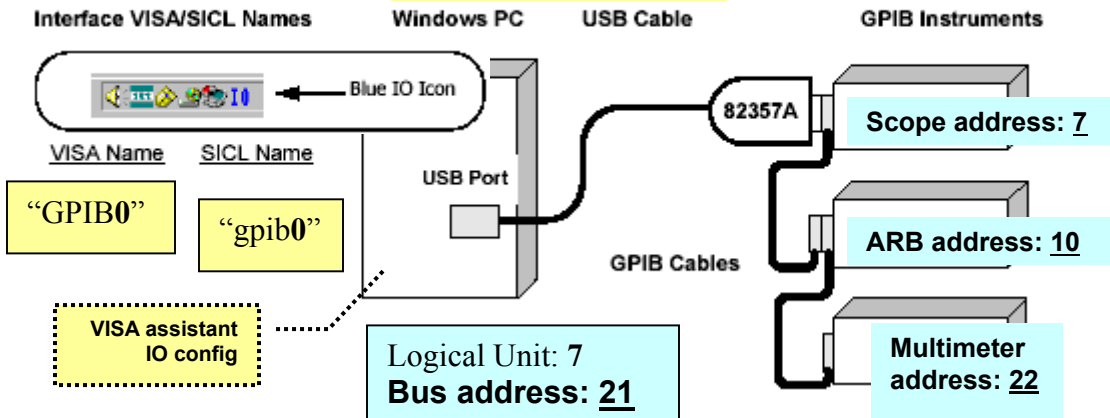 Interface VISA/SICL Names
Windows PC
USB Cable
GPIB Instruments
IO
Blue IO Icon
VISA Name
SICL Name
“GPIB0”
“gpib0”
USB Port
82357A
Scope address: 7
ARB address: 10
GPIB Cables
VISA assistant
IO config
Logical Unit: 7
Bus address: 21
Multimeter
address: 22